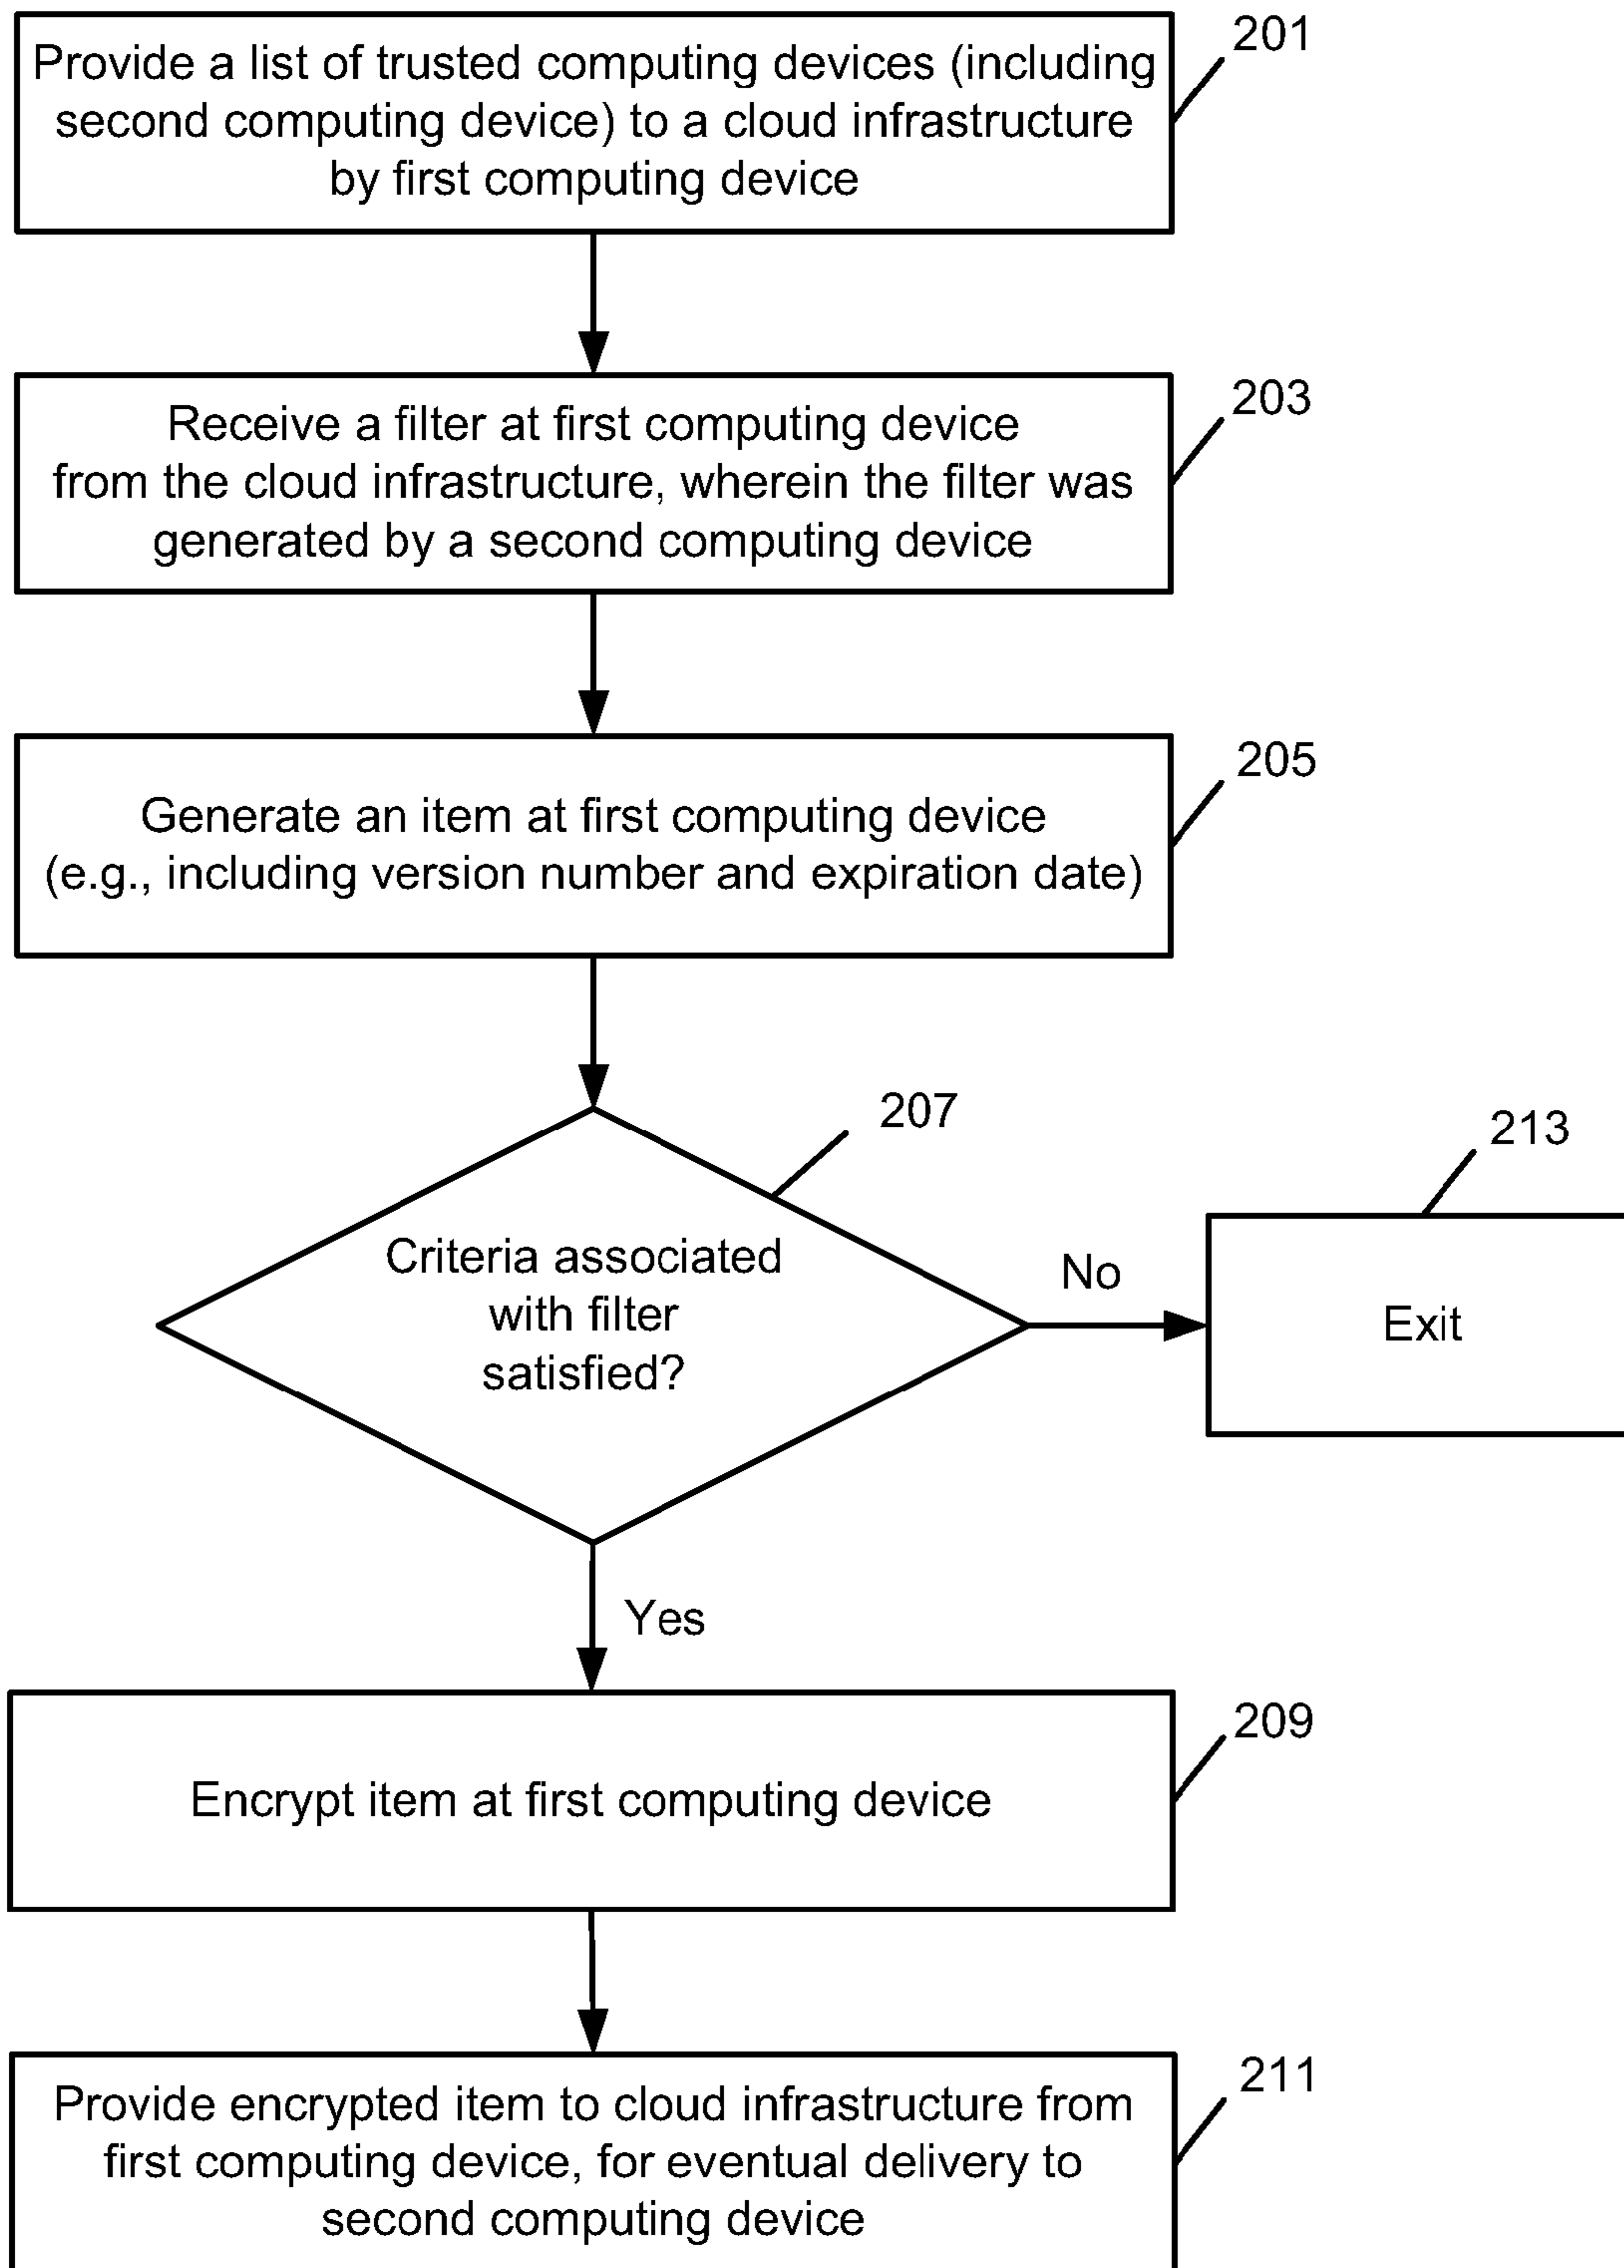 201
Provide a list of trusted computing devices (including
second computing device) to a cloud infrastructure
by first computing device
203
Receive a filter at first computing device
from the cloud infrastructure, wherein the filter was
generated by a second computing device
205
Generate an item at first computing device
(e.g., including version number and expiration date)
207
Criteria associated
with filter
satisfied?
No
213
Exit
Yes
209
Encrypt item at first computing device
211
Provide encrypted item to cloud infrastructure from
first computing device, for eventual delivery to
second computing device